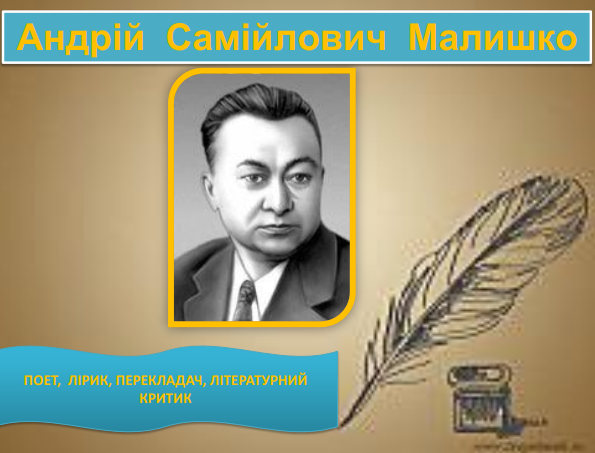 Андрій Самійлович Малишко
ПОЕТ, ЛІРИК, ПЕРЕКЛАДАЧ, ЛІТЕРАТУРНИЙ
КРИТИК